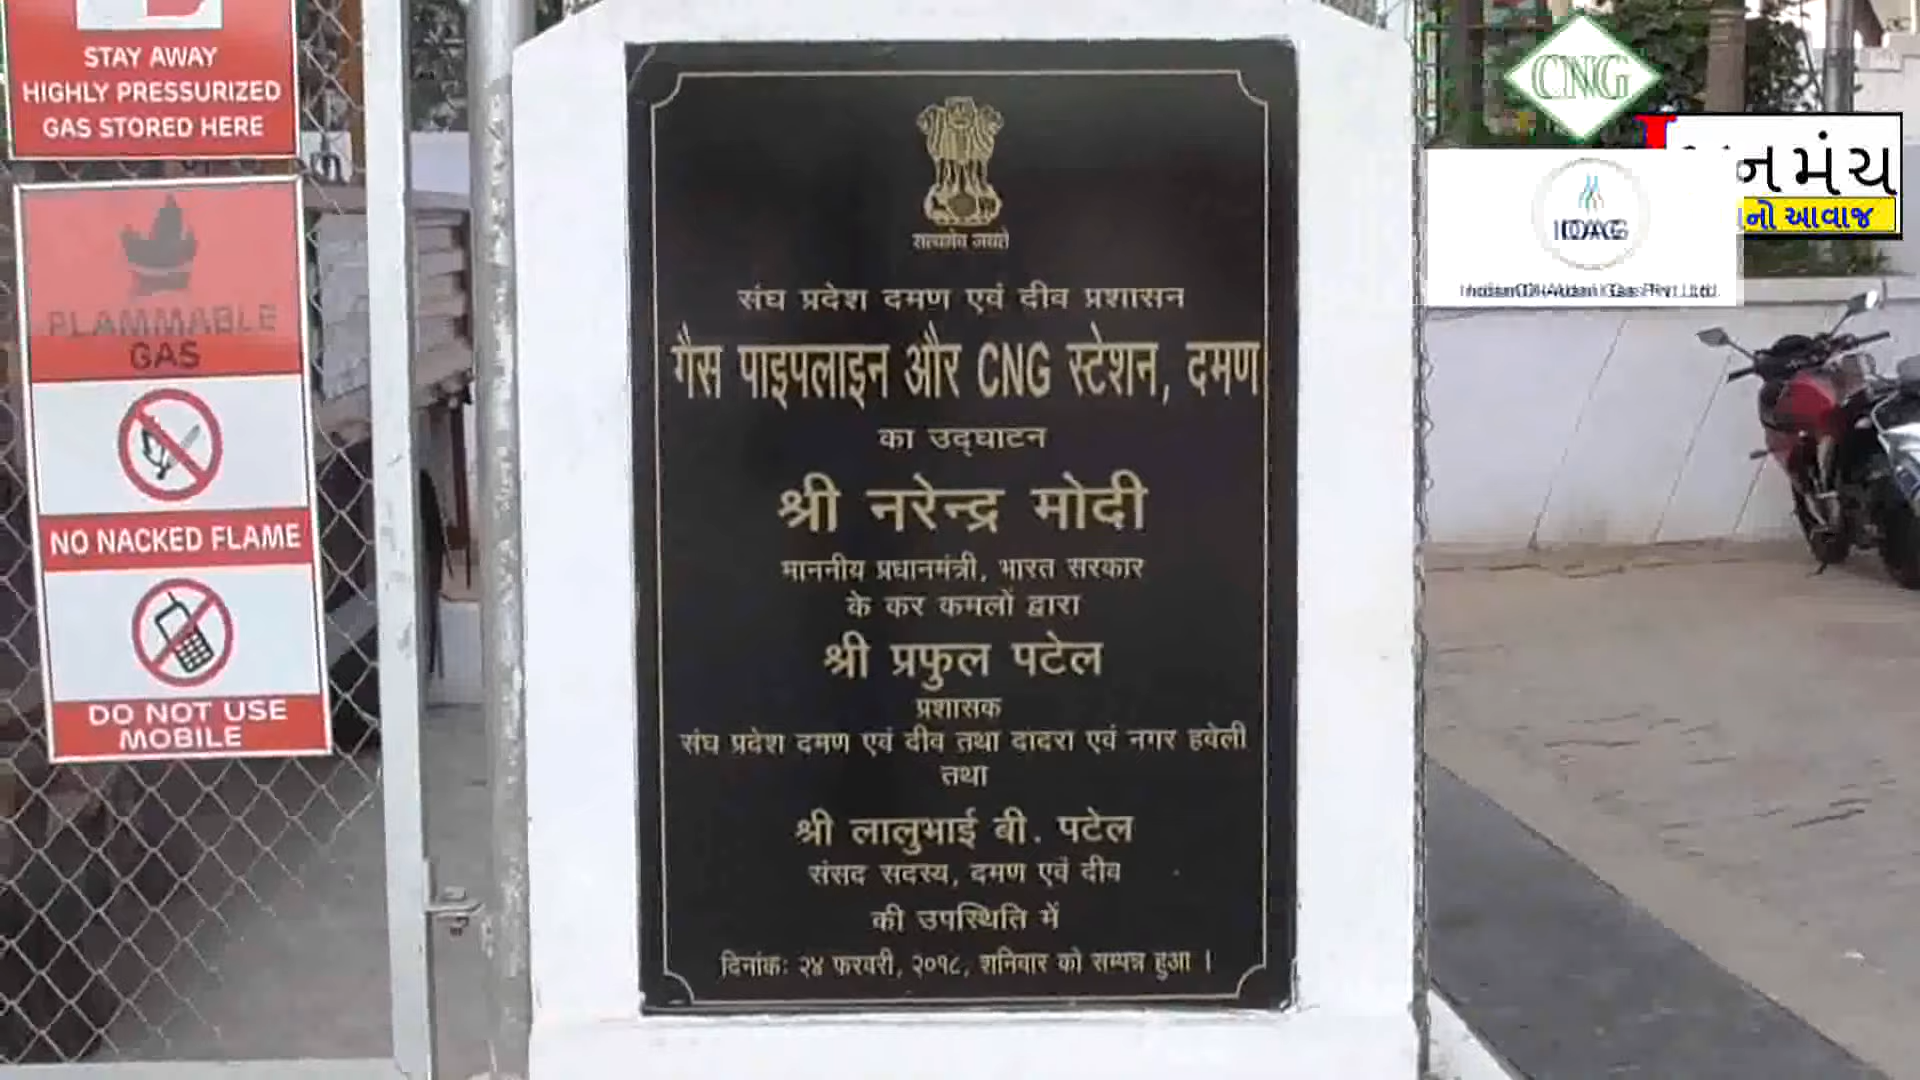 STAY AWAY
HIGHLY PRESSURIZED
GAS STORED HERE
FLAMMABLE
GAS
NO NACKED FLAME
DO NOT USE
MOBILE
सत्यमेव जयते
संघ प्रदेश दमण एवं दीव प्रशासन
गैस पाइपलाइन और CNG स्टेशन, दमण
का उद्घाटन
श्री नरेन्द्र मोदी
माननीय प्रधानमंत्री, भारत सरकार
के कर कमलों द्वारा
श्री प्रफुल पटेल
प्रशासक
संघ प्रदेश दमण एवं दीव तथा दादरा एवं नगर हवेली
तथा
श्री लालुभाई बी. पटेल
संसद सदस्य, दमण एवं दीव
की उपस्थिति में
दिनांक: २४ फरवरी, २०१८, शनिवार को सम्पन्न हुआ ।
CNG
નમંચ
નો આવાજ